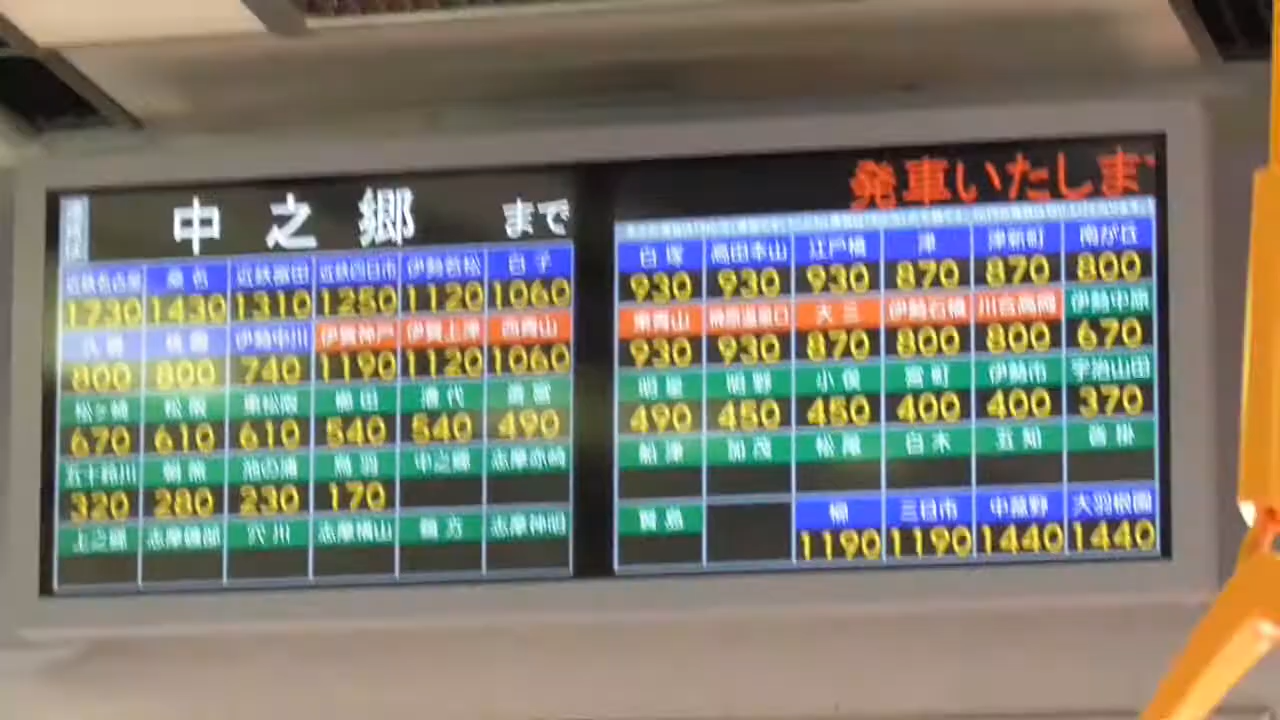 中之郷 まで
発車いたしま
近鉄名古屋 桑名 近鉄富田 近鉄四日市 伊勢若松 白子
1730 1430 1310 1250 1120 1060
久居 桃園 伊勢中川 伊賀神戸 伊賀上津 西青山
800 800 740 1190 1120 1060
松ヶ崎 松阪 東松阪 櫛田 漕代 斎宮
670 610 610 540 540 490
五十鈴川 朝熊 池の浦 鳥羽 中之郷 志摩赤崎
320 280 230 170
上之郷 志摩磯部 穴川 志摩横山 鵜方 志摩神明
白塚 高田本山 江戸橋 津 津新町 南が丘
930 930 930 870 870 800
東青山 榊原温泉口 大三 伊勢石橋 川合高岡 伊勢中原
930 930 870 800 800 670
明星 明野 小俣 宮町 伊勢市 宇治山田
490 450 450 400 400 370
船津 加茂 松尾 白木 五知 沓掛
賢島 柳 三日市 中菰野 大羽根園
1190 1190 1440 1440